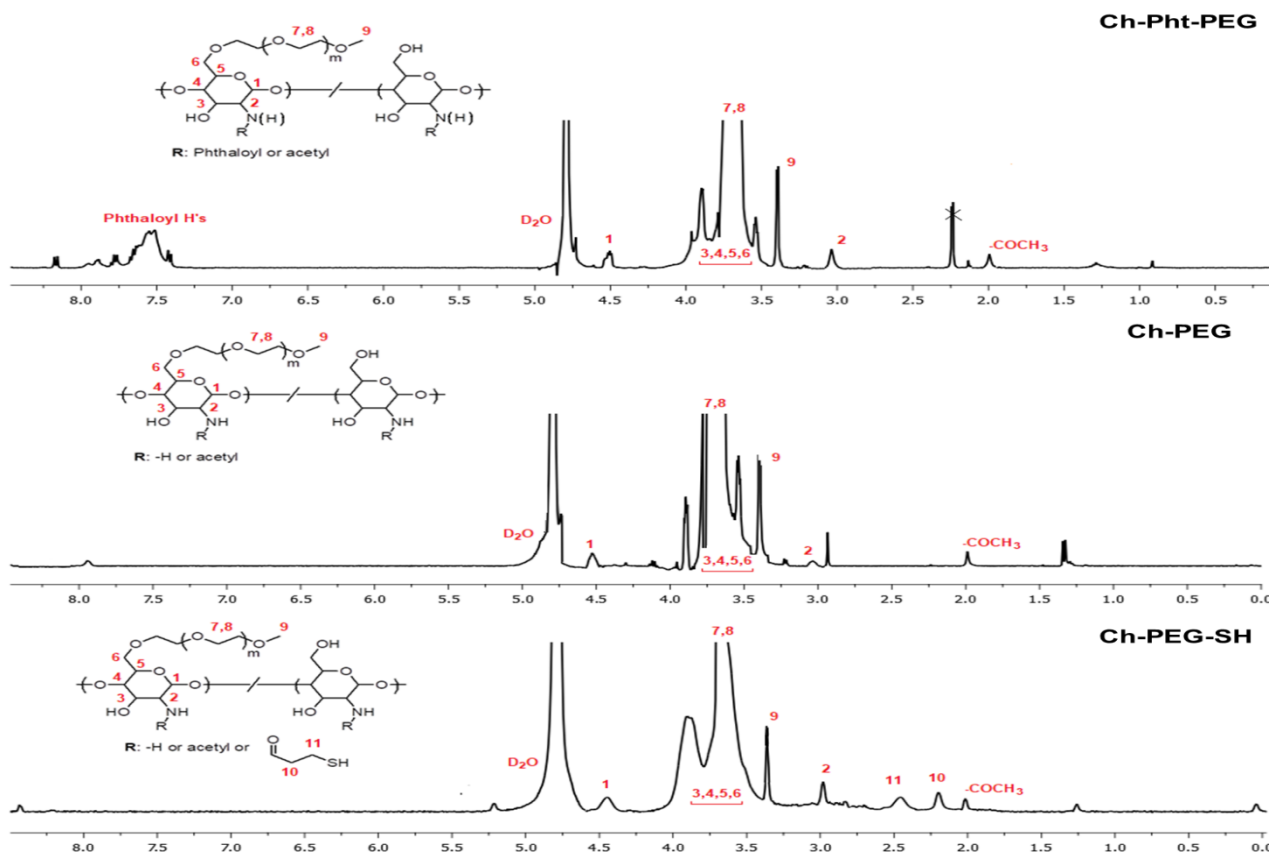 Ch-Pht-PEG
7,8 9
O O O
m
6
5 O 1 O
4
O 3 2
HO N(H)
R
OH
O
O
HO N(H)
R
R: Phthaloyl or acetyl
7,8
9
Phthaloyl H's
D₂O
1
3,4,5,6
2
-COCH₃
8.0 7.5 7.0 6.5 6.0 5.5 5.0 4.5 4.0 3.5 3.0 2.5 2.0 1.5 1.0 0.5
Ch-PEG
7,8 9
O O O
m
6
5 O 1 O
4
O 3 2
HO NH
R
OH
O
O
HO NH
R
R: -H or acetyl
7,8
9
D₂O
1
3,4,5,6
2
-COCH₃
8.0 7.5 7.0 6.5 6.0 5.5 5.0 4.5 4.0 3.5 3.0 2.5 2.0 1.5 1.0 0.5 0.0
Ch-PEG-SH
7,8 9
O O O
m
6
5 O 1 O
4
O 3 2
HO NH
R
OH
O
O
HO NH
R
R: -H or acetyl or
O 11
SH
10
7,8
9
D₂O
1
3,4,5,6
2
11
10
-COCH₃
8.0 7.5 7.0 6.5 6.0 5.5 5.0 4.5 4.0 3.5 3.0 2.5 2.0 1.5 1.0 0.5 0.0